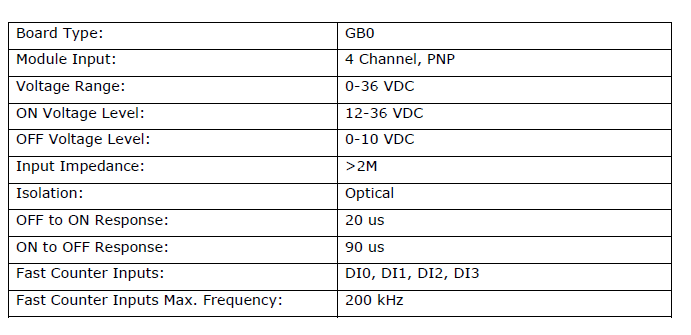 Board Type: GB0
Module Input: 4 Channel, PNP
Voltage Range: 0-36 VDC
ON Voltage Level: 12-36 VDC
OFF Voltage Level: 0-10 VDC
Input Impedance: >2M
Isolation: Optical
OFF to ON Response: 20 us
ON to OFF Response: 90 us
Fast Counter Inputs: DI0, DI1, DI2, DI3
Fast Counter Inputs Max. Frequency: 200 kHz